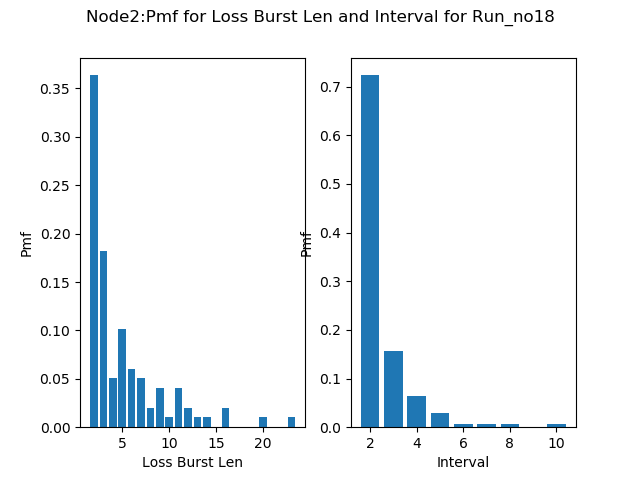 Node2:Pmf for Loss Burst Len and Interval for Run_no18
0.35
0.30
0.25
0.20
0.15
0.10
0.05
0.00
Pmf
5 10 15 20
Loss Burst Len
0.7
0.6
0.5
0.4
0.3
0.2
0.1
0.0
Pmf
2 4 6 8 10
Interval